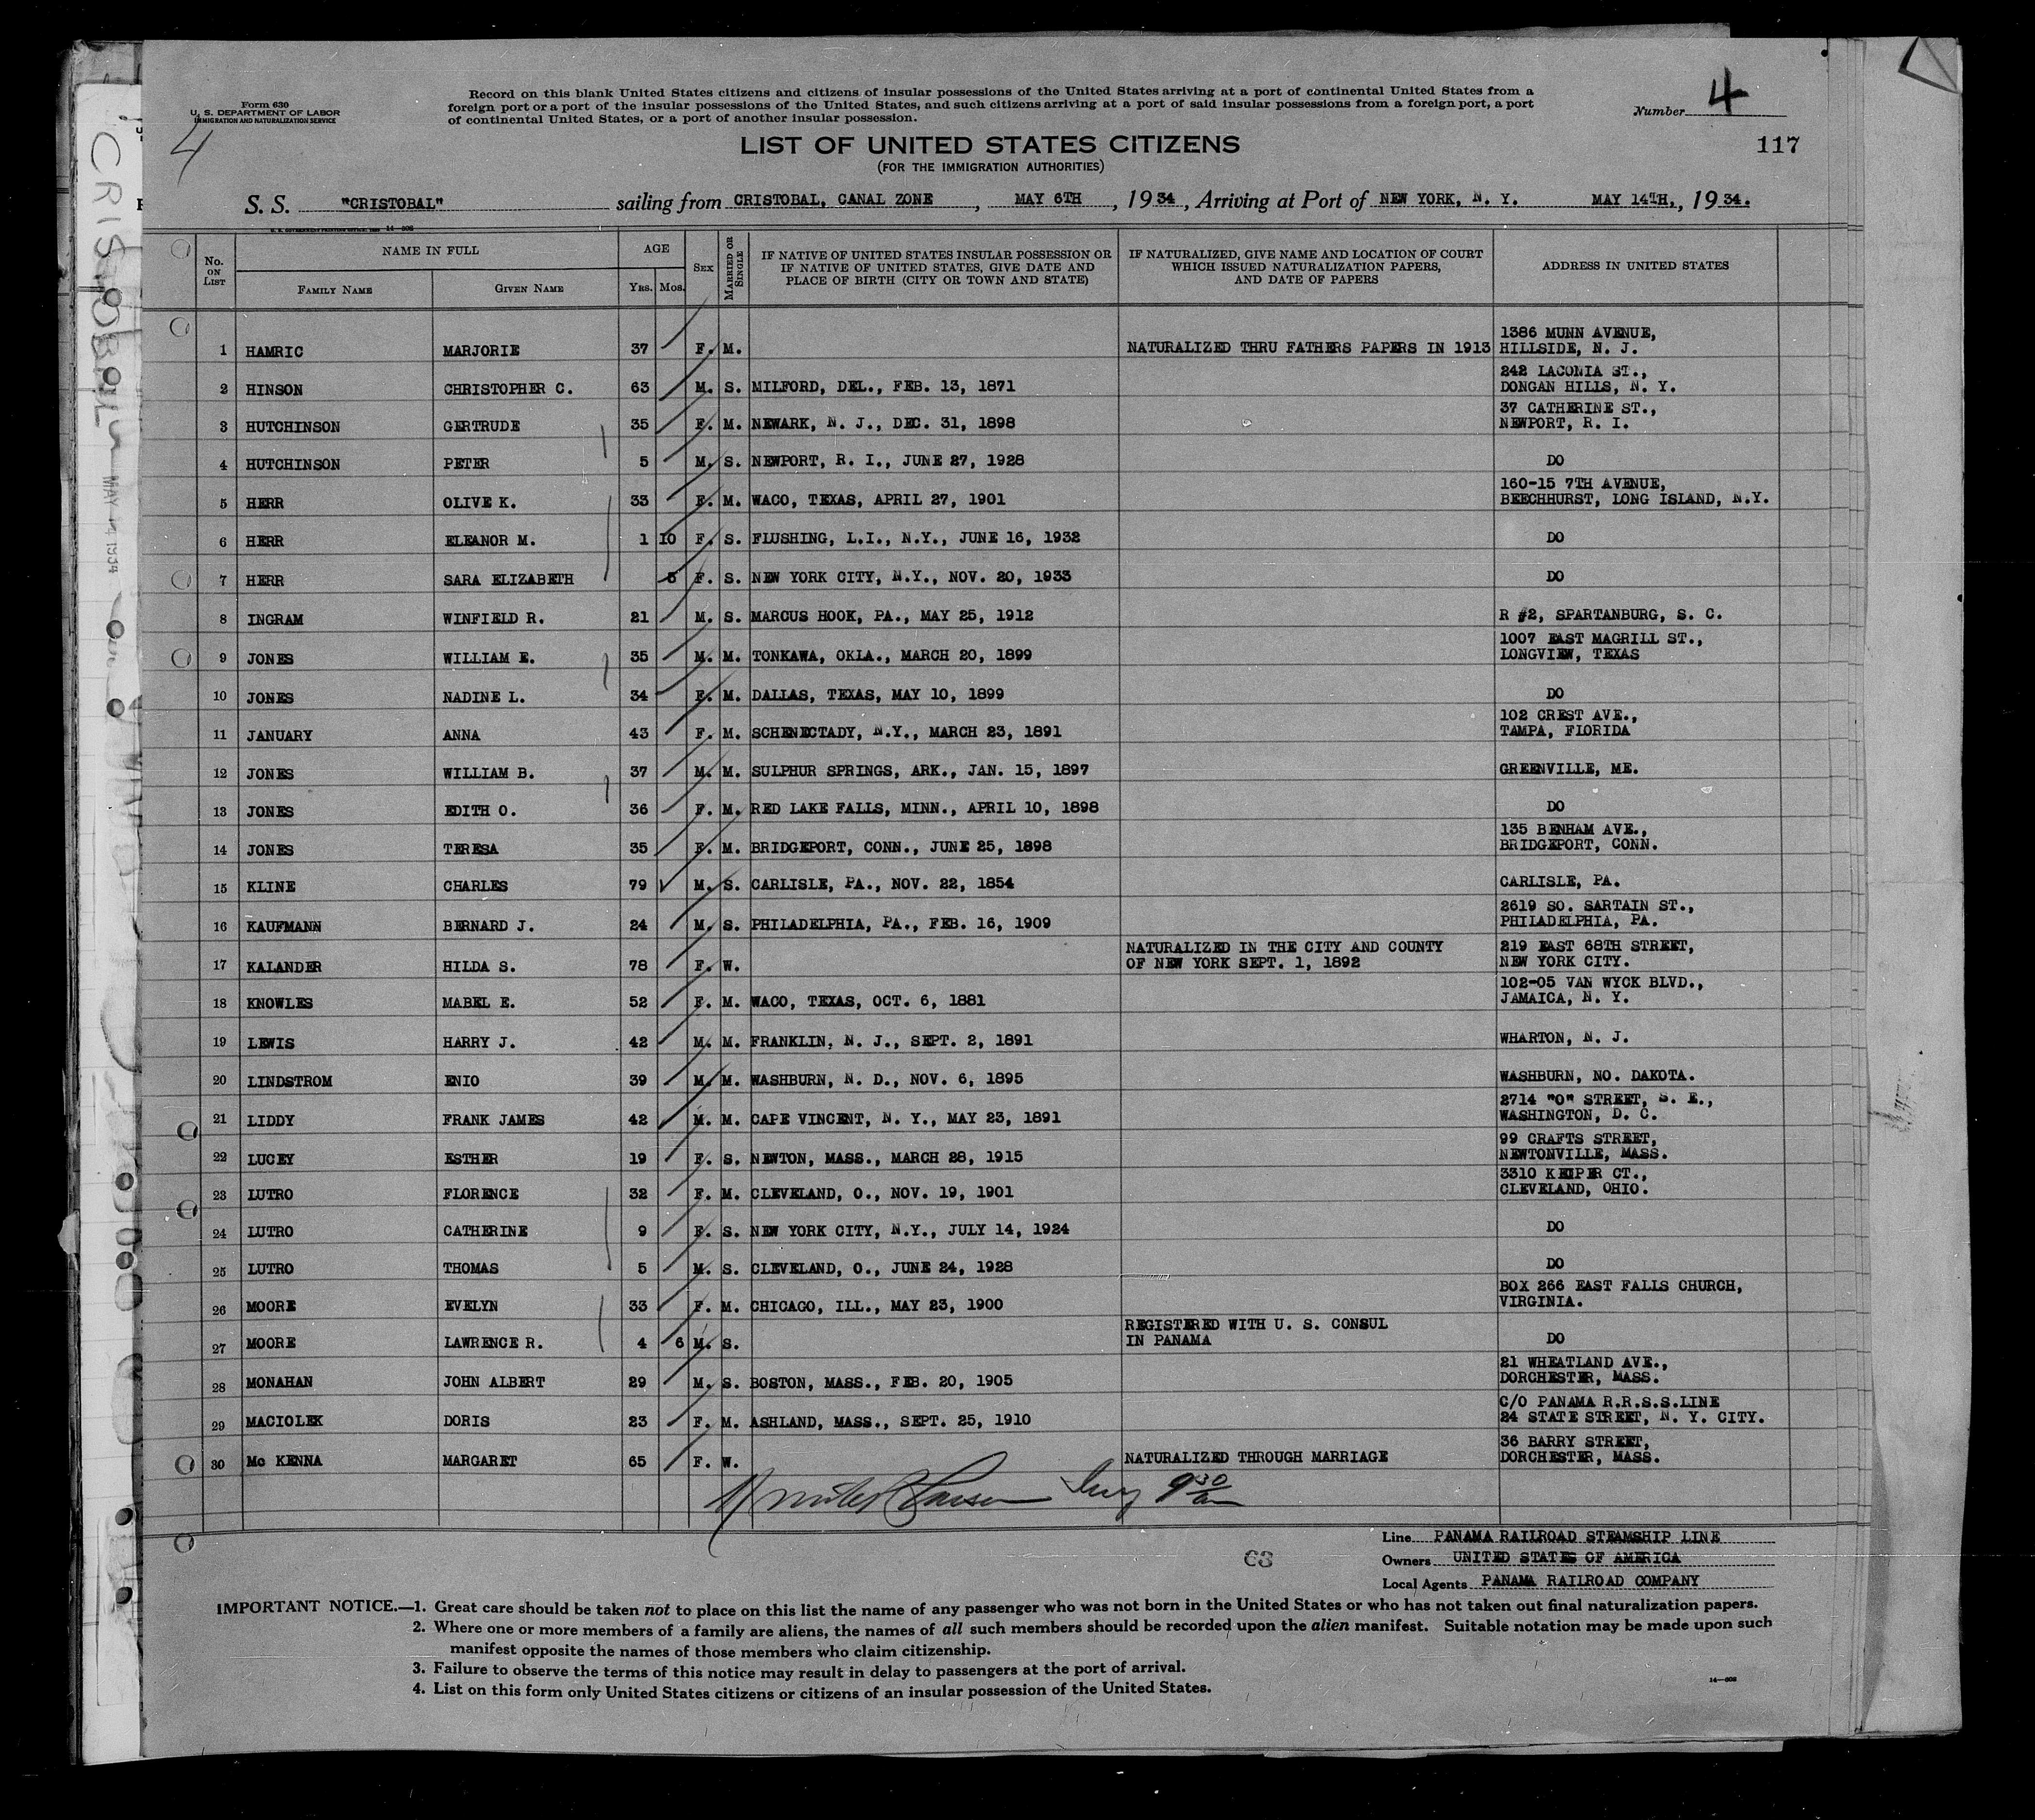 Form 630
U. S. DEPARTMENT OF LABOR
IMMIGRATION AND NATURALIZATION SERVICE
Record on this blank United States citizens and citizens of insular possessions of the United States arriving at a port of continental United States from a
foreign port or a port of the insular possessions of the United States, and such citizens arriving at a port of said insular possessions from a foreign port, a port
of continental United States, or a port of another insular possession.
Number 4
4
LIST OF UNITED STATES CITIZENS
117
(FOR THE IMMIGRATION AUTHORITIES)
S. S. "CRISTOBAL" sailing from CRISTOBAL, CANAL ZONE, MAY 6TH, 1934, Arriving at Port of NEW YORK, N. Y. MAY 14TH,, 1934.
No. ON LIST NAME IN FULL FAMILY NAME GIVEN NAME AGE YRS. MOS. SEX MARRIED OR SINGLE IF NATIVE OF UNITED STATES INSULAR POSSESSION OR IF NATIVE OF UNITED STATES, GIVE DATE AND PLACE OF BIRTH (CITY OR TOWN AND STATE) IF NATURALIZED, GIVE NAME AND LOCATION OF COURT WHICH ISSUED NATURALIZATION PAPERS, AND DATE OF PAPERS ADDRESS IN UNITED STATES
1 HAMRIC MARJORIE 37 F. M. NATURALIZED THRU FATHERS PAPERS IN 1913 1386 MUNN AVENUE, HILLSIDE, N. J.
2 HINSON CHRISTOPHER C. 63 M. S. MILFORD, DEL., FEB. 13, 1871 242 LACONIA ST., DONGAN HILLS, N. Y.
3 HUTCHINSON GERTRUDE 35 F. M. NEWARK, N. J., DEC. 31, 1898 37 CATHERINE ST., NEWPORT, R. I.
4 HUTCHINSON PETER 5 M. S. NEWPORT, R. I., JUNE 27, 1928 DO
5 HERR OLIVE K. 33 F. M. WACO, TEXAS, APRIL 27, 1901 160-15 7TH AVENUE, BEECHHURST, LONG ISLAND, N.Y.
6 HERR ELEANOR M. 1 10 F. S. FLUSHING, L.I., N.Y., JUNE 16, 1932 DO
7 HERR SARA ELIZABETH 5 F. S. NEW YORK CITY, N.Y., NOV. 20, 1933 DO
8 INGRAM WINFIELD R. 21 M. S. MARCUS HOOK, PA., MAY 25, 1912 R #2, SPARTANBURG, S. C.
9 JONES WILLIAM E. 35 M. M. TONKAWA, OKLA., MARCH 20, 1899 1007 EAST MAGRILL ST., LONGVIEW, TEXAS
10 JONES NADINE L. 34 F. M. DALLAS, TEXAS, MAY 10, 1899 DO
11 JANUARY ANNA 43 F. M. SCHENECTADY, N.Y., MARCH 23, 1891 102 CREST AVE., TAMPA, FLORIDA
12 JONES WILLIAM B. 37 M. M. SULPHUR SPRINGS, ARK., JAN. 15, 1897 GREENVILLE, ME.
13 JONES EDITH O. 36 F. M. RED LAKE FALLS, MINN., APRIL 10, 1898 DO
14 JONES TERESA 35 F. M. BRIDGEPORT, CONN., JUNE 25, 1898 135 BENHAM AVE., BRIDGEPORT, CONN.
15 KLINE CHARLES 79 M. S. CARLISLE, PA., NOV. 22, 1854 CARLISLE, PA.
16 KAUFMANN BERNARD J. 24 M. S. PHILADELPHIA, PA., FEB. 16, 1909 2619 SO. SARTAIN ST., PHILADELPHIA, PA.
17 KALANDER HILDA S. 78 F. W. NATURALIZED IN THE CITY AND COUNTY OF NEW YORK SEPT. 1, 1892 219 EAST 68TH STREET, NEW YORK CITY.
18 KNOWLES MABEL E. 52 F. M. WACO, TEXAS, OCT. 6, 1881 102-05 VAN WYCK BLVD., JAMAICA, N. Y.
19 LEWIS HARRY J. 42 M. M. FRANKLIN, N. J., SEPT. 2, 1891 WHARTON, N. J.
20 LINDSTROM ENIO 39 M. M. WASHBURN, N. D., NOV. 6, 1895 WASHBURN, NO. DAKOTA.
21 LIDDY FRANK JAMES 42 M. M. CAPE VINCENT, N. Y., MAY 23, 1891 2714 "O" STREET, S. E., WASHINGTON, D. C.
22 LUCEY ESTHER 19 F. S. NEWTON, MASS., MARCH 28, 1915 99 CRAFTS STREET, NEWTONVILLE, MASS.
23 LUTRO FLORENCE 32 F. M. CLEVELAND, O., NOV. 19, 1901 3310 KEIPER CT., CLEVELAND, OHIO.
24 LUTRO CATHERINE 9 F. S. NEW YORK CITY, N.Y., JULY 14, 1924 DO
25 LUTRO THOMAS 5 M. S. CLEVELAND, O., JUNE 24, 1928 DO
26 MOORE EVELYN 33 F. M. CHICAGO, ILL., MAY 23, 1900 BOX 266 EAST FALLS CHURCH, VIRGINIA.
27 MOORE LAWRENCE R. 4 6 M. S. REGISTERED WITH U. S. CONSUL IN PANAMA DO
28 MONAHAN JOHN ALBERT 29 M. S. BOSTON, MASS., FEB. 20, 1905 21 WHEATLAND AVE., DORCHESTER, MASS.
29 MACIOLEK DORIS 23 F. M. ASHLAND, MASS., SEPT. 25, 1910 C/O PANAMA R.R.S.S.LINE 24 STATE STREET, N. Y. CITY.
30 Mc KENNA MARGARET 65 F. W. NATURALIZED THROUGH MARRIAGE 36 BARRY STREET, DORCHESTER, MASS.
9 30
Line PANAMA RAILROAD STEAMSHIP LINE
63
Owners UNITED STATES OF AMERICA
Local Agents PANAMA RAILROAD COMPANY
IMPORTANT NOTICE.—1. Great care should be taken not to place on this list the name of any passenger who was not born in the United States or who has not taken out final naturalization papers.
2. Where one or more members of a family are aliens, the names of all such members should be recorded upon the alien manifest. Suitable notation may be made upon such
manifest opposite the names of those members who claim citizenship.
3. Failure to observe the terms of this notice may result in delay to passengers at the port of arrival.
4. List on this form only United States citizens or citizens of an insular possession of the United States.
14—808
CRISTOBAL
MAY 14 1934